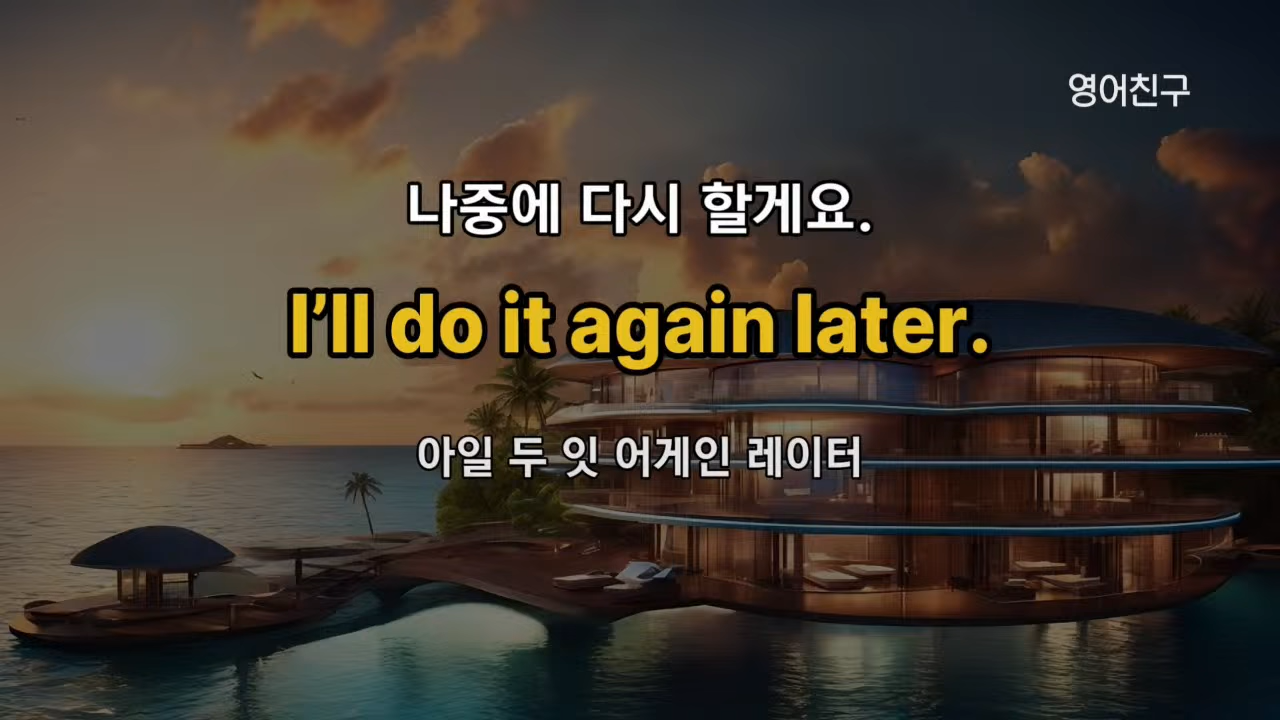 영어친구
나중에 다시 할게요.
I’ll do it again later.
아일 두 잇 어게인 레이터